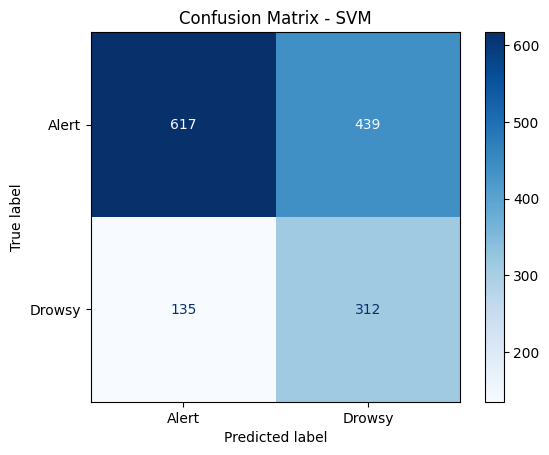 Confusion Matrix - SVM
Alert
617
439
Drowsy
135
312
Alert
Drowsy
True label
Predicted label
600
500
400
300
200